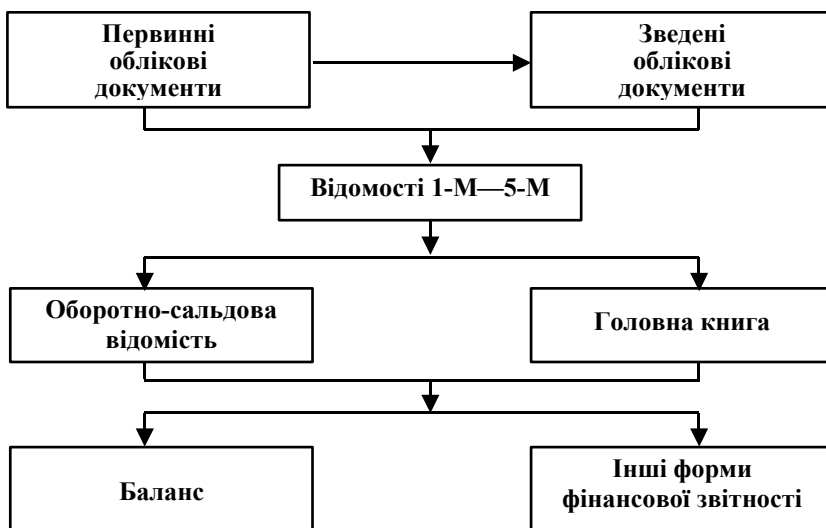 Первинні
облікові
документи
Зведені
облікові
документи
Відомості 1-М—5-М
Оборотно-сальдова
відомість
Головна книга
Баланс
Інші форми
фінансової звітності